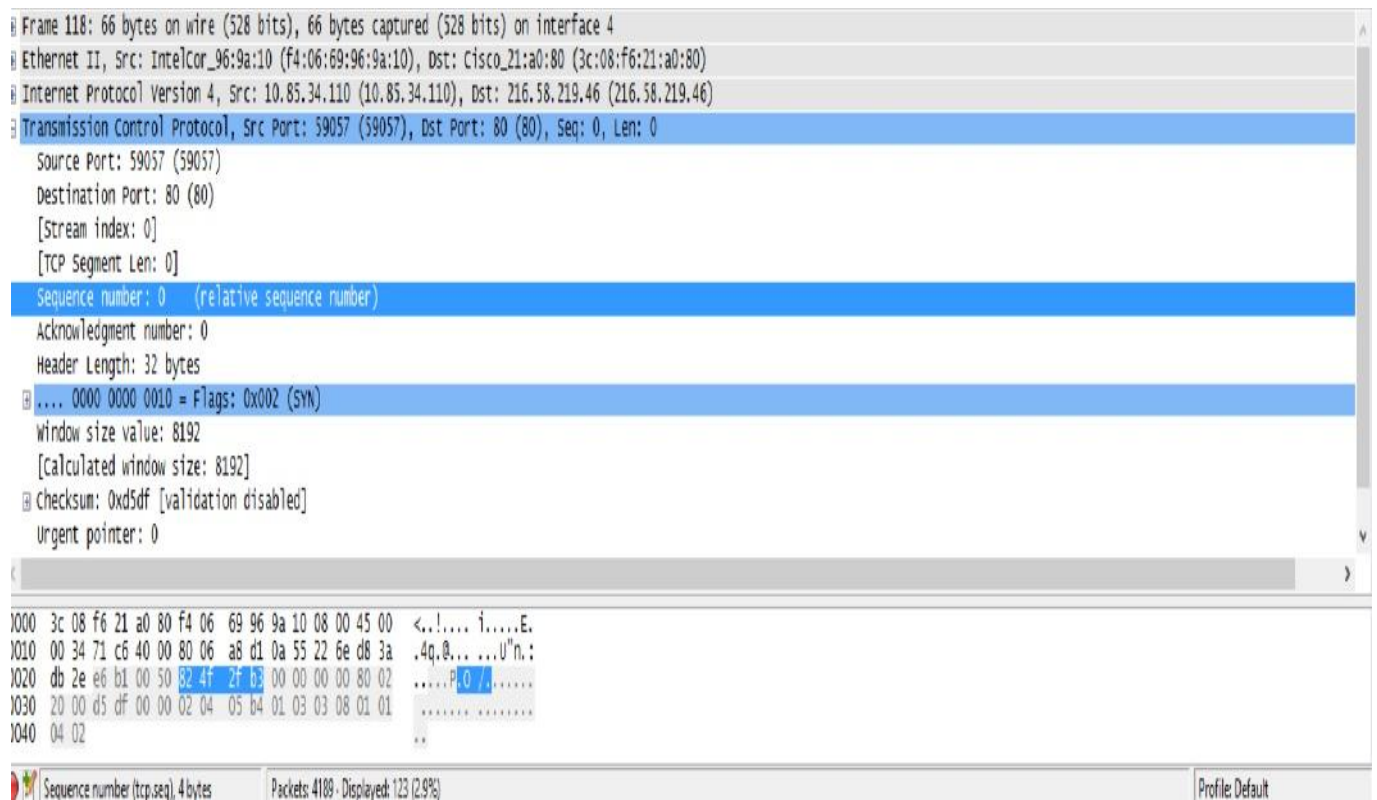 Frame 118: 66 bytes on wire (528 bits), 66 bytes captured (528 bits) on interface 4
Ethernet II, Src: IntelCor_96:9a:10 (f4:06:69:96:9a:10), Dst: Cisco_21:a0:80 (3c:08:f6:21:a0:80)
Internet Protocol Version 4, Src: 10.85.34.110 (10.85.34.110), Dst: 216.58.219.46 (216.58.219.46)
Transmission Control Protocol, Src Port: 59057 (59057), Dst Port: 80 (80), Seq: 0, Len: 0
Source Port: 59057 (59057)
Destination Port: 80 (80)
[Stream index: 0]
[TCP Segment Len: 0]
Sequence number: 0    (relative sequence number)
Acknowledgment number: 0
Header Length: 32 bytes
.... 0000 0000 0010 = Flags: 0x002 (SYN)
Window size value: 8192
[Calculated window size: 8192]
Checksum: 0xd5df [validation disabled]
Urgent pointer: 0
0000  3c 08 f6 21 a0 80 f4 06  69 96 9a 10 08 00 45 00   <..!.... i.....E.
0010  00 34 71 c6 40 00 80 06  a8 d1 0a 55 22 6e d8 3a   .4q.@... ...U"n.:
0020  db 2e e6 b1 00 50 82 4f  2f b3 00 00 00 00 80 02   .....P.O /.......
0030  20 00 d5 df 00 00 02 04  05 b4 01 03 03 08 01 01   ....... ........
0040  04 02   ..
Sequence number (tcp.seq), 4 bytes    Packets: 4189 · Displayed: 123 (2.9%)    Profile: Default